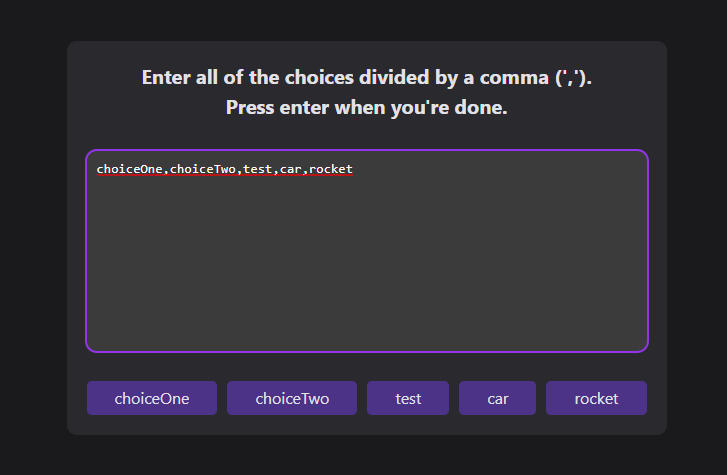 Enter all of the choices divided by a comma (',').
Press enter when you're done.
choiceOne,choiceTwo,test,car,rocket
choiceOne choiceTwo test car rocket